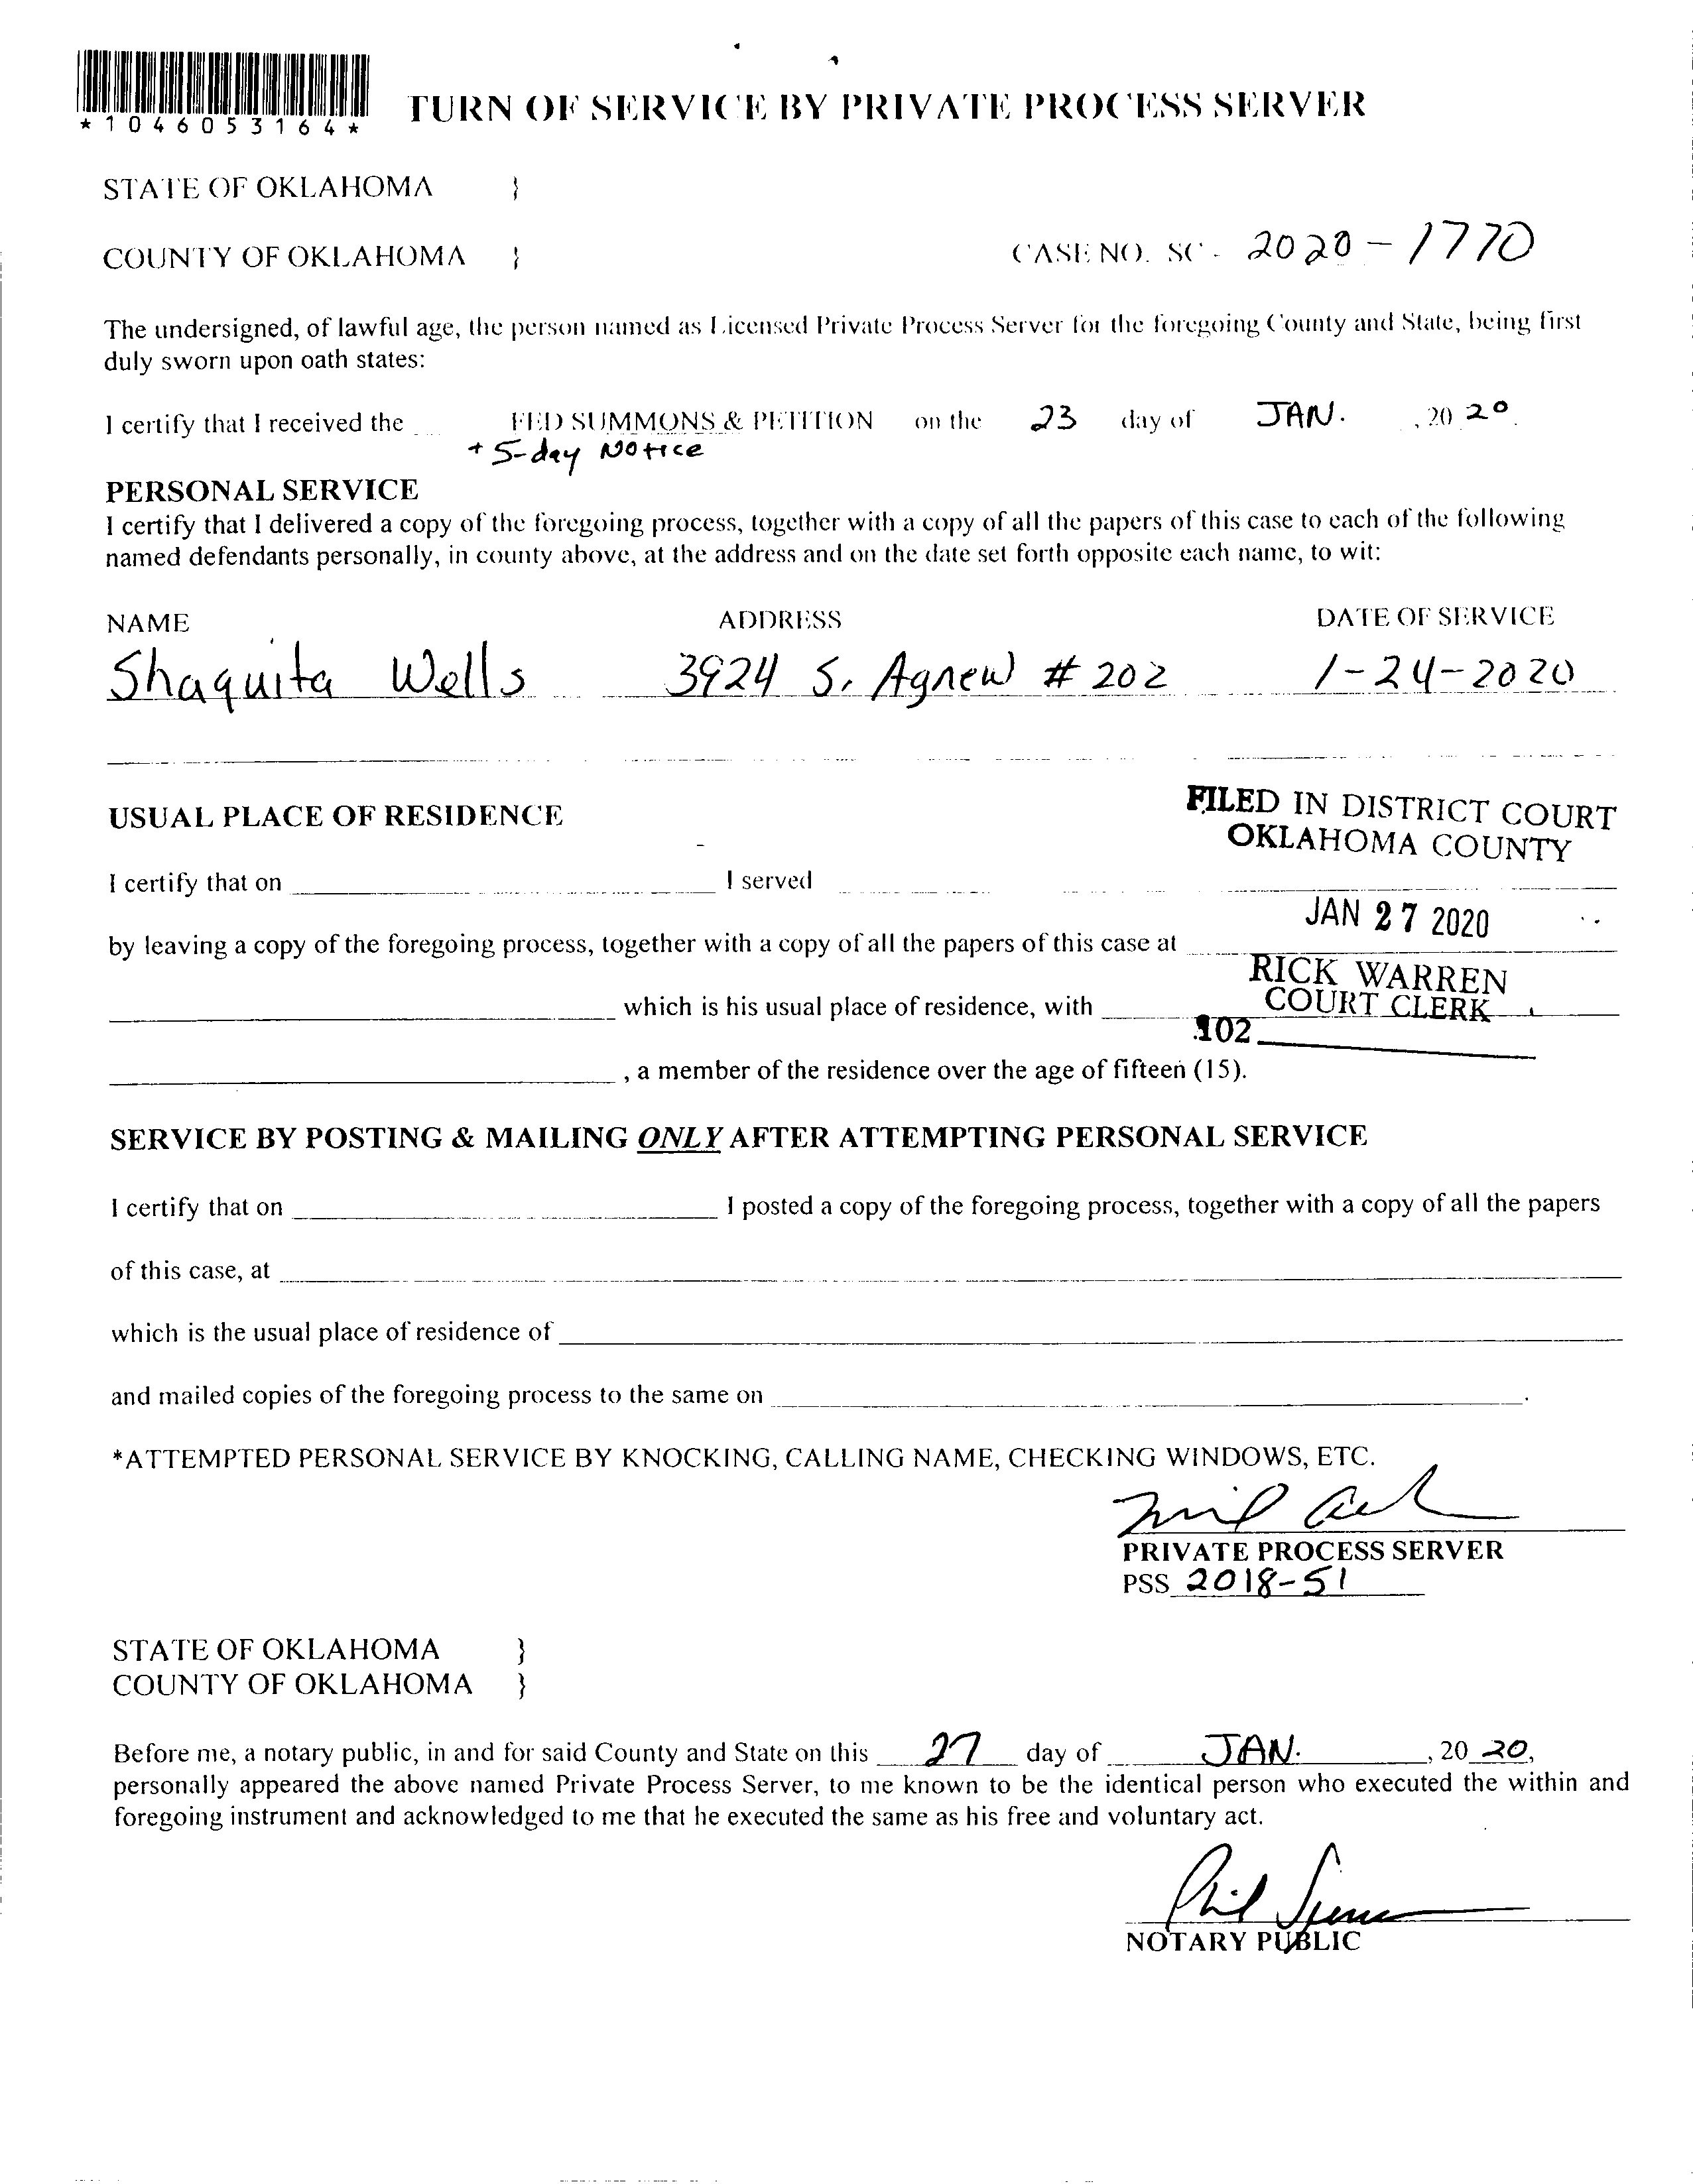 *1046053164*
TURN OF SERVICE BY PRIVATE PROCESS SERVER
STATE OF OKLAHOMA }
COUNTY OF OKLAHOMA } CASE NO. SC - 2020-1770
The undersigned, of lawful age, the person named as Licensed Private Process Server for the foregoing County and State, being first
duly sworn upon oath states:
I certify that I received the FED SUMMONS & PETITION on the 23 day of JAN. , 20 20.
+ 5-day Notice
PERSONAL SERVICE
I certify that I delivered a copy of the foregoing process, together with a copy of all the papers of this case to each of the following
named defendants personally, in county above, at the address and on the date set forth opposite each name, to wit:
NAME ADDRESS DATE OF SERVICE
Shaquita Wells 3924 S. Agnew # 202 1-24-2020
FILED IN DISTRICT COURT
OKLAHOMA COUNTY
USUAL PLACE OF RESIDENCE
I certify that on I served
JAN 27 2020
by leaving a copy of the foregoing process, together with a copy of all the papers of this case at
RICK WARREN
COURT CLERK
which is his usual place of residence, with
102
, a member of the residence over the age of fifteen (15).
SERVICE BY POSTING & MAILING ONLY AFTER ATTEMPTING PERSONAL SERVICE
I certify that on I posted a copy of the foregoing process, together with a copy of all the papers
of this case, at
which is the usual place of residence of
and mailed copies of the foregoing process to the same on .
*ATTEMPTED PERSONAL SERVICE BY KNOCKING, CALLING NAME, CHECKING WINDOWS, ETC.
PRIVATE PROCESS SERVER
PSS 2018-51
STATE OF OKLAHOMA }
COUNTY OF OKLAHOMA }
Before me, a notary public, in and for said County and State on this 27 day of JAN. , 20 20,
personally appeared the above named Private Process Server, to me known to be the identical person who executed the within and
foregoing instrument and acknowledged to me that he executed the same as his free and voluntary act.
Phil
NOTARY PUBLIC